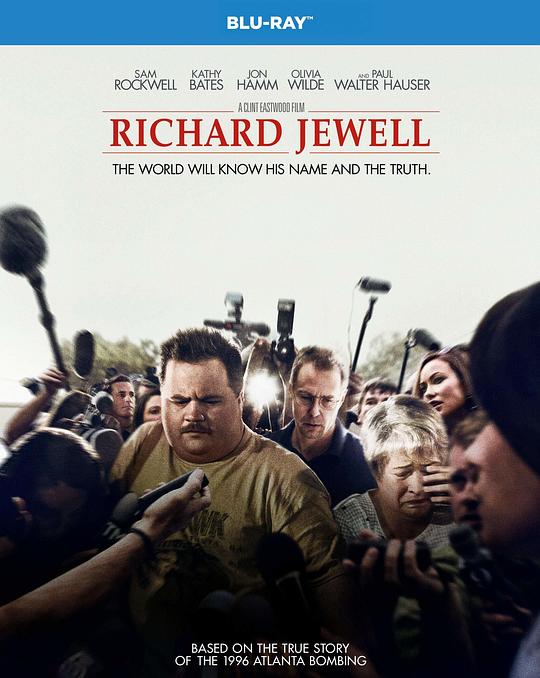 BLU-RAY™
SAM ROCKWELL KATHY BATES JON HAMM OLIVIA WILDE AND PAUL WALTER HAUSER
A CLINT EASTWOOD FILM
RICHARD JEWELL
THE WORLD WILL KNOW HIS NAME AND THE TRUTH.
BASED ON THE TRUE STORY
OF THE 1996 ATLANTA BOMBING